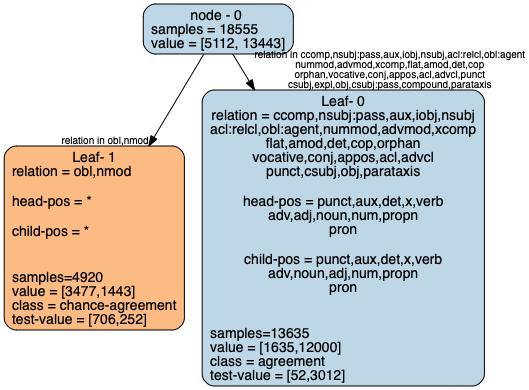 node - 0
samples = 18555
value = [5112, 13443]
relation in ccomp,nsubj:pass,aux,iobj,nsubj,acl:relcl,obl:agent
nummod,advmod,xcomp,flat,amod,det,cop
orphan,vocative,conj,appos,acl,advcl,punct
csubj,expl,obj,csubj:pass,compound,parataxis
relation in obl,nmod
Leaf- 1
relation = obl,nmod
head-pos = *
child-pos = *
samples=4920
value = [3477,1443]
class = chance-agreement
test-value = [706,252]
Leaf- 0
relation = ccomp,nsubj:pass,aux,iobj,nsubj
acl:relcl,obl:agent,nummod,advmod,xcomp
flat,amod,det,cop,orphan
vocative,conj,appos,acl,advcl
punct,csubj,obj,parataxis
head-pos = punct,aux,det,x,verb
adv,adj,noun,num,propn
pron
child-pos = punct,aux,det,x,verb
adv,noun,adj,num,propn
pron
samples=13635
value = [1635,12000]
class = agreement
test-value = [52,3012]